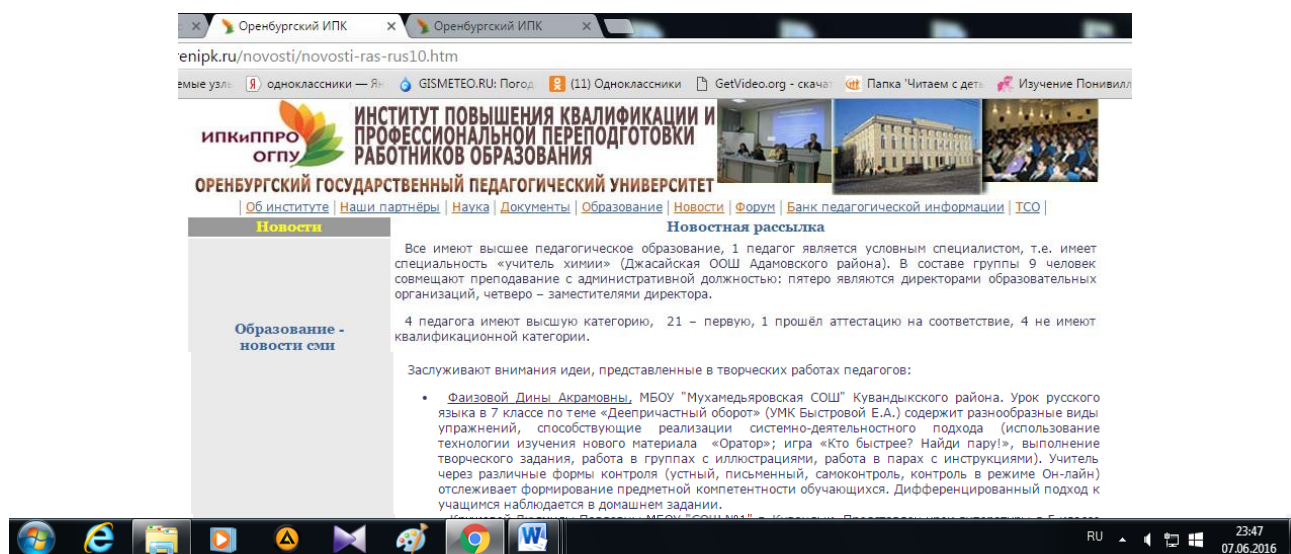 Оренбургский ИПК
Оренбургский ИПК
enipk.ru/novosti/novosti-ras-rus10.htm
одноклассники — Ян GISMETEO.RU: Погод (11) Одноклассники GetVideo.org - скачат Папка 'Читаем с дет Изучение Понивилл
ИПКиППРО
ОГПУ
ИНСТИТУТ ПОВЫШЕНИЯ КВАЛИФИКАЦИИ И
ПРОФЕССИОНАЛЬНОЙ ПЕРЕПОДГОТОВКИ
РАБОТНИКОВ ОБРАЗОВАНИЯ
ОРЕНБУРГСКИЙ ГОСУДАРСТВЕННЫЙ ПЕДАГОГИЧЕСКИЙ УНИВЕРСИТЕТ
| Об институте | Наши партнёры | Наука | Документы | Образование | Новости | Форум | Банк педагогической информации | ТСО |
Новости
Образование -
новости сми
Новостная рассылка
Все имеют высшее педагогическое образование, 1 педагог является условным специалистом, т.е. имеет
специальность «учитель химии» (Джасайская ООШ Адамовского района). В составе группы 9 человек
совмещают преподавание с административной должностью: пятеро являются директорами образовательных
организаций, четверо – заместителями директора.
4 педагога имеют высшую категорию, 21 – первую, 1 прошёл аттестацию на соответствие, 4 не имеют
квалификационной категории.
Заслуживают внимания идеи, представленные в творческих работах педагогов:
• Фаизовой Дины Акрамовны, МБОУ "Мухамедьяровская СОШ" Кувандыкского района. Урок русского
языка в 7 классе по теме «Деепричастный оборот» (УМК Быстровой Е.А.) содержит разнообразные виды
упражнений, способствующие реализации системно-деятельностного подхода (использование
технологии изучения нового материала «Оратор»; игра «Кто быстрее? Найди пару!», выполнение
творческого задания, работа в группах с иллюстрациями, работа в парах с инструкциями). Учитель
через различные формы контроля (устный, письменный, самоконтроль, контроль в режиме Он-лайн)
отслеживает формирование предметной компетентности обучающихся. Дифференцированный подход к
учащимся наблюдается в домашнем задании.
RU
23:47
07.06.2016